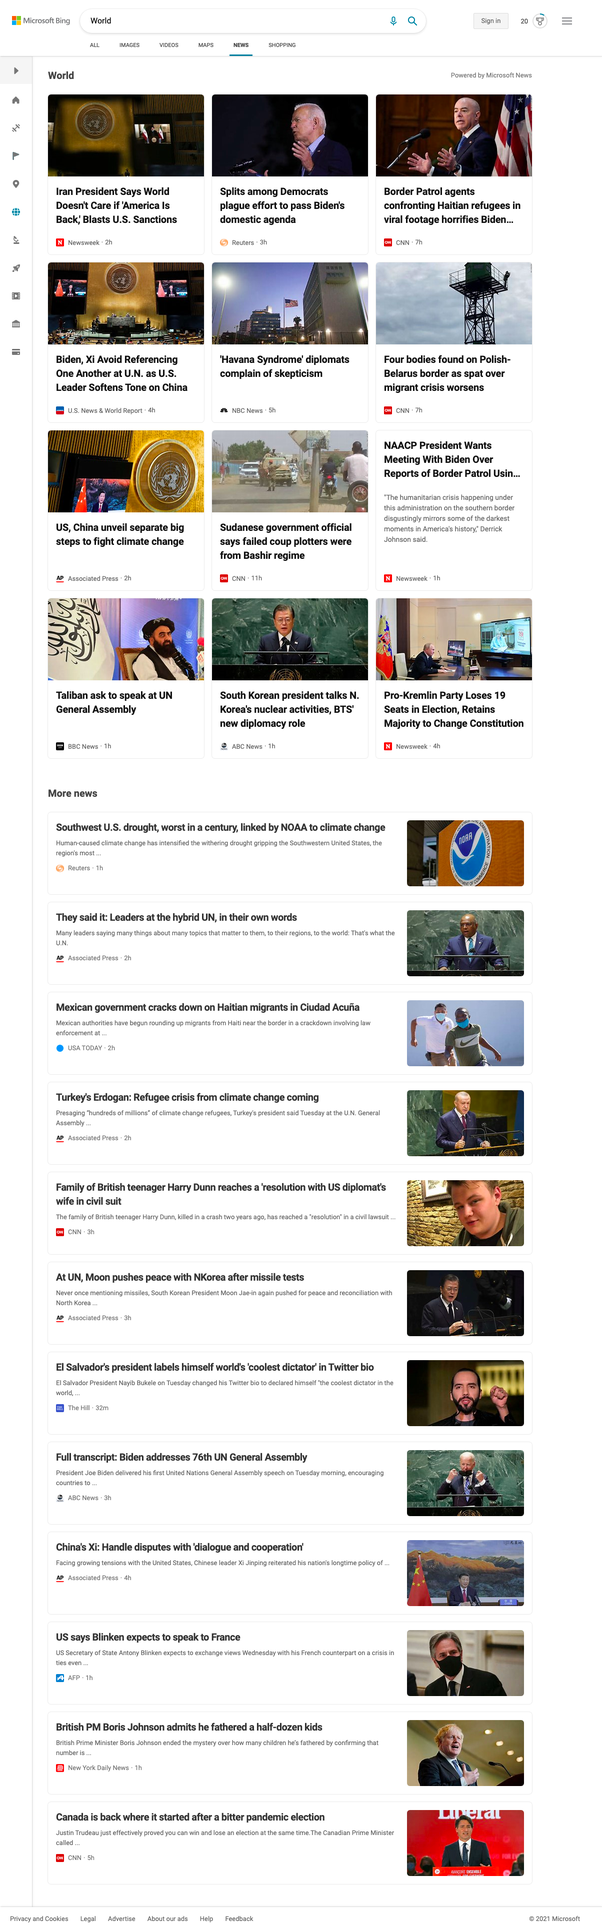 Microsoft Bing
World
Sign in
20
ALL
IMAGES
VIDEOS
MAPS
NEWS
SHOPPING
World
Powered by Microsoft News
Iran President Says World
Doesn't Care if 'America Is
Back,' Blasts U.S. Sanctions
N Newsweek · 2h
Splits among Democrats
plague effort to pass Biden's
domestic agenda
Reuters · 3h
Border Patrol agents
confronting Haitian refugees in
viral footage horrifies Biden...
CNN CNN · 7h
Biden, Xi Avoid Referencing
One Another at U.N. as U.S.
Leader Softens Tone on China
U.S. News & World Report · 4h
'Havana Syndrome' diplomats
complain of skepticism
NBC News · 5h
Four bodies found on Polish-
Belarus border as spat over
migrant crisis worsens
CNN CNN · 7h
US, China unveil separate big
steps to fight climate change
AP Associated Press · 2h
Sudanese government official
says failed coup plotters were
from Bashir regime
CNN CNN · 11h
NAACP President Wants
Meeting With Biden Over
Reports of Border Patrol Usin...
"The humanitarian crisis happening under
this administration on the southern border
disgustingly mirrors some of the darkest
moments in America's history," Derrick
Johnson said.
N Newsweek · 1h
Taliban ask to speak at UN
General Assembly
BBC News · 1h
South Korean president talks N.
Korea's nuclear activities, BTS'
new diplomacy role
ABC News · 1h
Pro-Kremlin Party Loses 19
Seats in Election, Retains
Majority to Change Constitution
N Newsweek · 4h
More news
Southwest U.S. drought, worst in a century, linked by NOAA to climate change
Human-caused climate change has intensified the withering drought gripping the Southwestern United States, the
region's most ...
Reuters · 1h
NOAA
They said it: Leaders at the hybrid UN, in their own words
Many leaders saying many things about many topics that matter to them, to their regions, to the world: That's what the
U.N.
AP Associated Press · 2h
Mexican government cracks down on Haitian migrants in Ciudad Acuña
Mexican authorities have begun rounding up migrants from Haiti near the border in a crackdown involving law
enforcement at ...
USA TODAY · 2h
Turkey's Erdogan: Refugee crisis from climate change coming
Presaging "hundreds of millions" of climate change refugees, Turkey's president said Tuesday at the U.N. General
Assembly ...
AP Associated Press · 2h
Family of British teenager Harry Dunn reaches a 'resolution with US diplomat's
wife in civil suit
The family of British teenager Harry Dunn, killed in a crash two years ago, has reached a "resolution" in a civil lawsuit ...
CNN CNN · 3h
At UN, Moon pushes peace with NKorea after missile tests
Never once mentioning missiles, South Korean President Moon Jae-in again pushed for peace and reconciliation with
North Korea ...
AP Associated Press · 3h
El Salvador's president labels himself world's 'coolest dictator' in Twitter bio
El Salvador President Nayib Bukele on Tuesday changed his Twitter bio to declared himself "the coolest dictator in the
world, ...
The Hill · 32m
Full transcript: Biden addresses 76th UN General Assembly
President Joe Biden delivered his first United Nations General Assembly speech on Tuesday morning, encouraging
countries to ...
ABC News · 3h
China's Xi: Handle disputes with 'dialogue and cooperation'
Facing growing tensions with the United States, Chinese leader Xi Jinping reiterated his nation's longtime policy of ...
AP Associated Press · 4h
US says Blinken expects to speak to France
US Secretary of State Antony Blinken expects to exchange views Wednesday with his French counterpart on a crisis in
ties even ...
AFP · 1h
British PM Boris Johnson admits he fathered a half-dozen kids
British Prime Minister Boris Johnson ended the mystery over how many children he's fathered by confirming that
number is ...
New York Daily News · 1h
Canada is back where it started after a bitter pandemic election
Justin Trudeau just effectively proved you can win and lose an election at the same time.The Canadian Prime Minister
called ...
CNN CNN · 5h
Liberal
Privacy and Cookies
Legal
Advertise
About our ads
Help
Feedback
© 2021 Microsoft